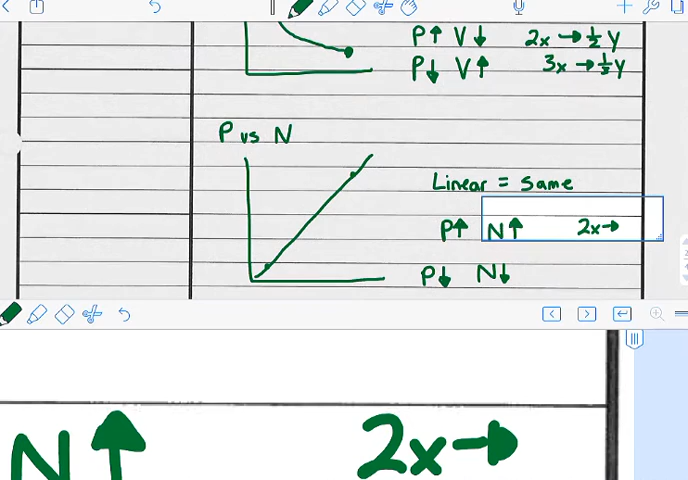 P↑ V↓ 2x → 1/2 y
P↓ V↑ 3x → 1/3 y
P vs N
Linear = same
P↑ N↑ 2x→
P↓ N↓
N↑ 2x→